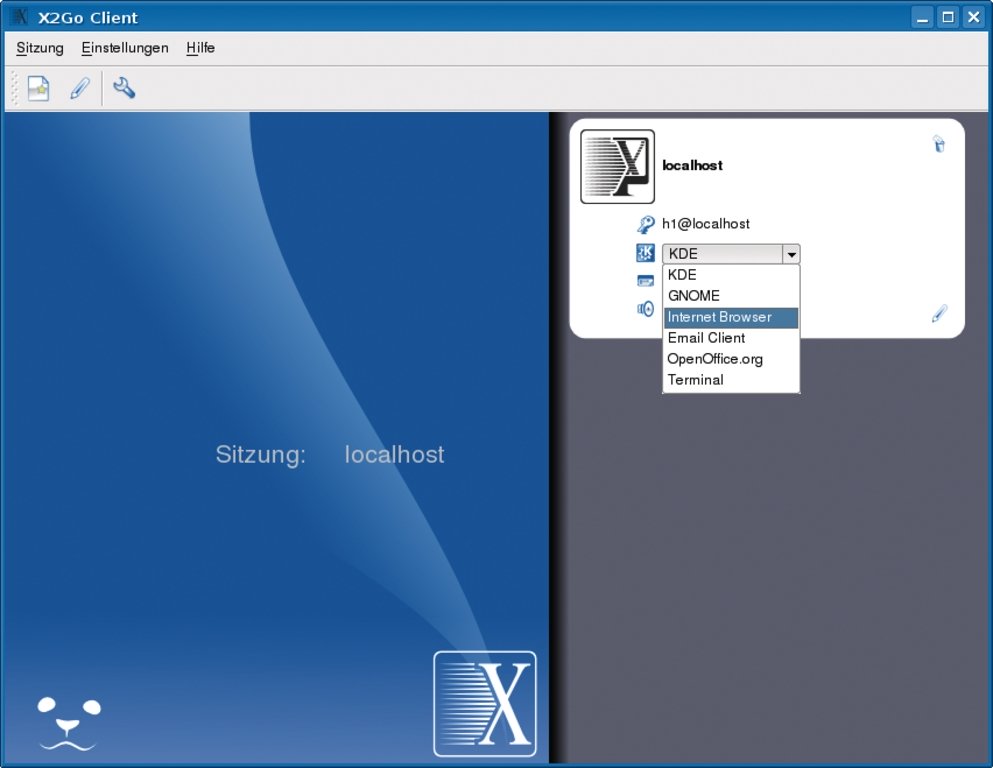 X2Go Client
Sitzung Einstellungen Hilfe
localhost
h1@localhost
KDE
KDE
GNOME
Internet Browser
Email Client
OpenOffice.org
Terminal
Sitzung: localhost
X